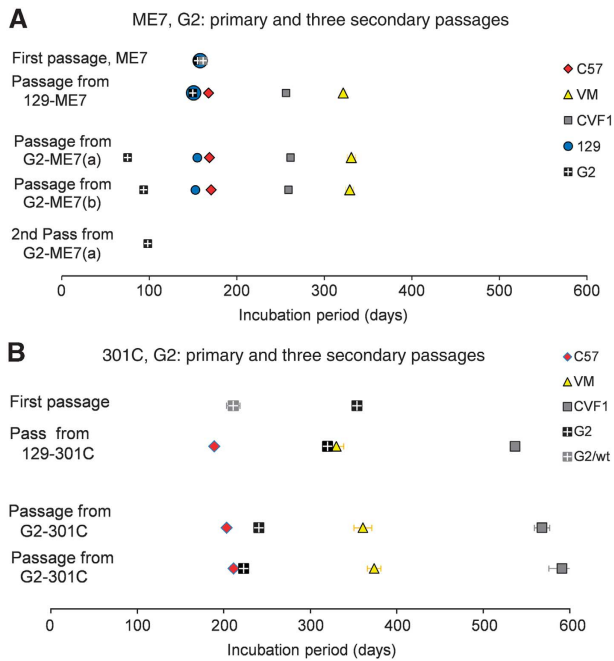 A
ME7, G2: primary and three secondary passages
First passage, ME7
Passage from
129-ME7
Passage from
G2-ME7(a)
Passage from
G2-ME7(b)
2nd Pass from
G2-ME7(a)
C57
VM
CVF1
129
G2
0 100 200 300 400 500 600
Incubation period (days)
B
301C, G2: primary and three secondary passages
First passage
Pass from
129-301C
Passage from
G2-301C
Passage from
G2-301C
C57
VM
CVF1
G2
G2/wt
0 100 200 300 400 500 600
Incubation period (days)